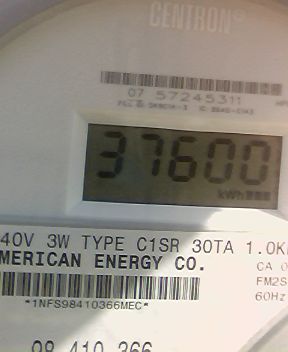 CENTRON®
07 57245311
37600
kWh
40V 3W TYPE C1SR 30TA 1.0K
MERICAN ENERGY CO.
CA 0
FM2S
*1NFS98410366MEC*
60Hz
98 410 366